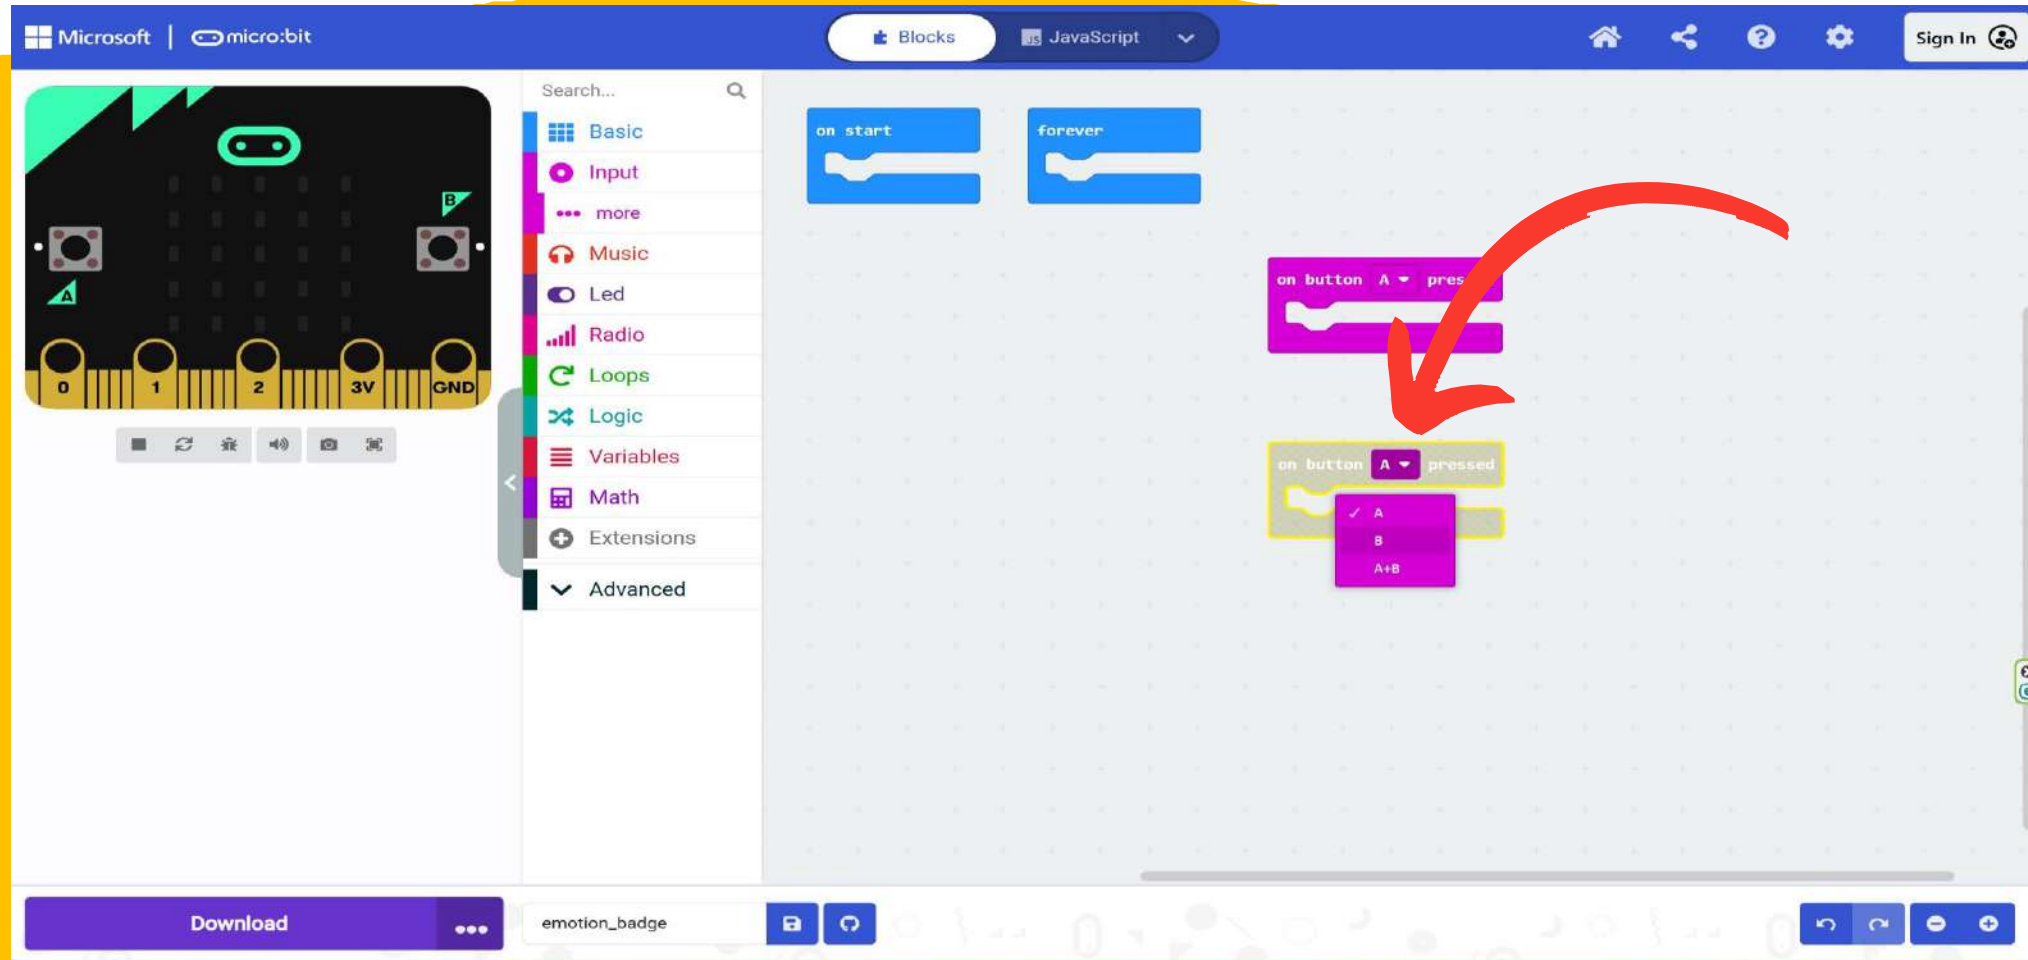 Microsoft | micro:bit
Blocks
JS JavaScript
Sign In
B
A
0 1 2 3V GND
Search...
Basic
Input
more
Music
Led
Radio
Loops
Logic
Variables
Math
Extensions
Advanced
on start
forever
on button A pres
on button A pressed
✓ A
B
A+B
Download
emotion_badge